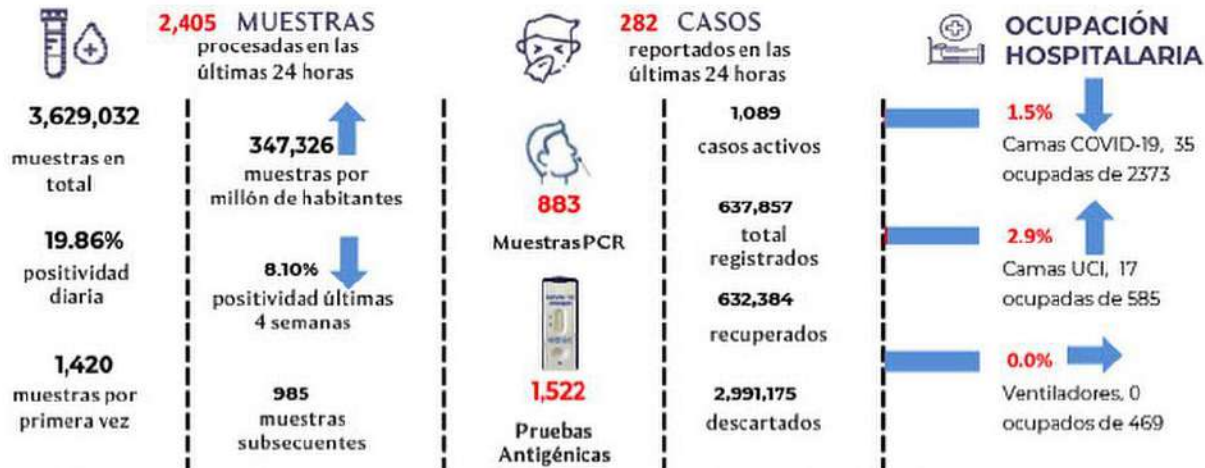 2,405 MUESTRAS
procesadas en las
últimas 24 horas
3,629,032
muestras en
total
19.86%
positividad
diaria
1,420
muestras por
primera vez
347,326
muestras por
millón de habitantes
8.10%
positividad últimas
4 semanas
985
muestras
subsecuentes
282 CASOS
reportados en las
últimas 24 horas
883
Muestras PCR
1,522
Pruebas
Antigénicas
1,089
casos activos
637,857
total
registrados
632,384
recuperados
2,991,175
descartados
OCUPACIÓN
HOSPITALARIA
1.5%
Camas COVID-19, 35
ocupadas de 2373
2.9%
Camas UCI, 17
ocupadas de 585
0.0%
Ventiladores, 0
ocupados de 469